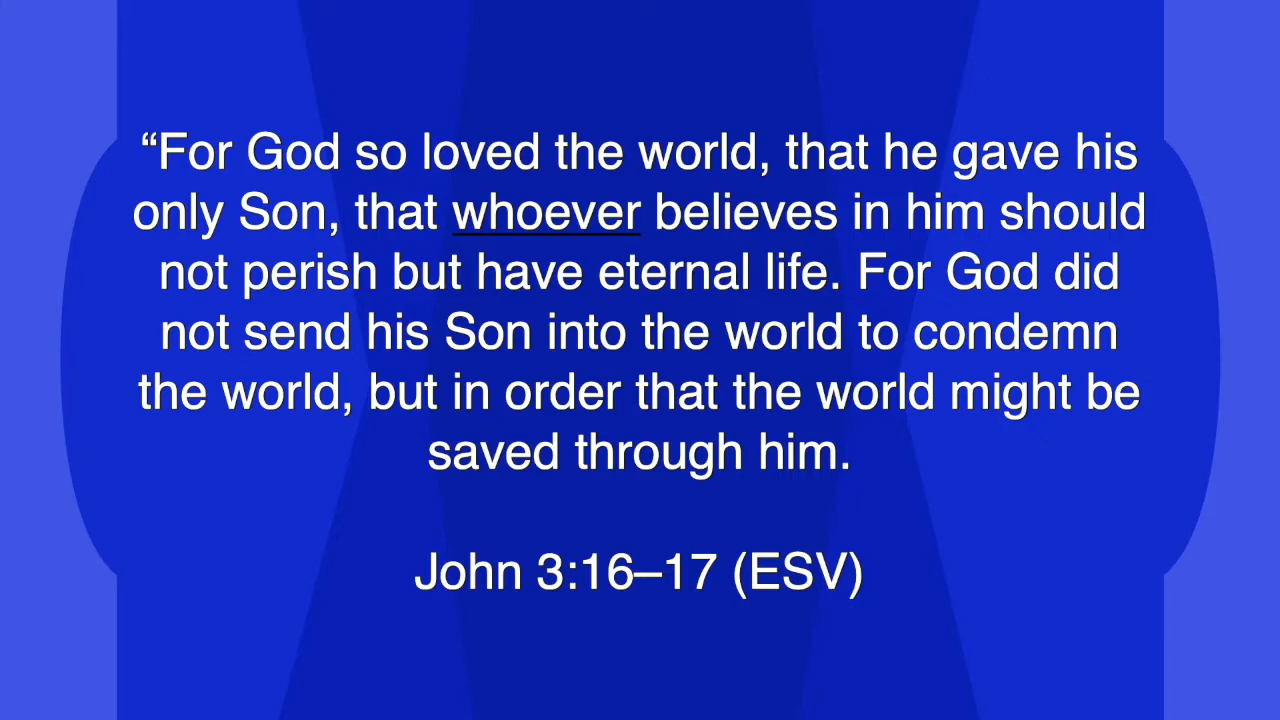 “For God so loved the world, that he gave his
only Son, that whoever believes in him should
not perish but have eternal life. For God did
not send his Son into the world to condemn
the world, but in order that the world might be
saved through him.
John 3:16–17 (ESV)